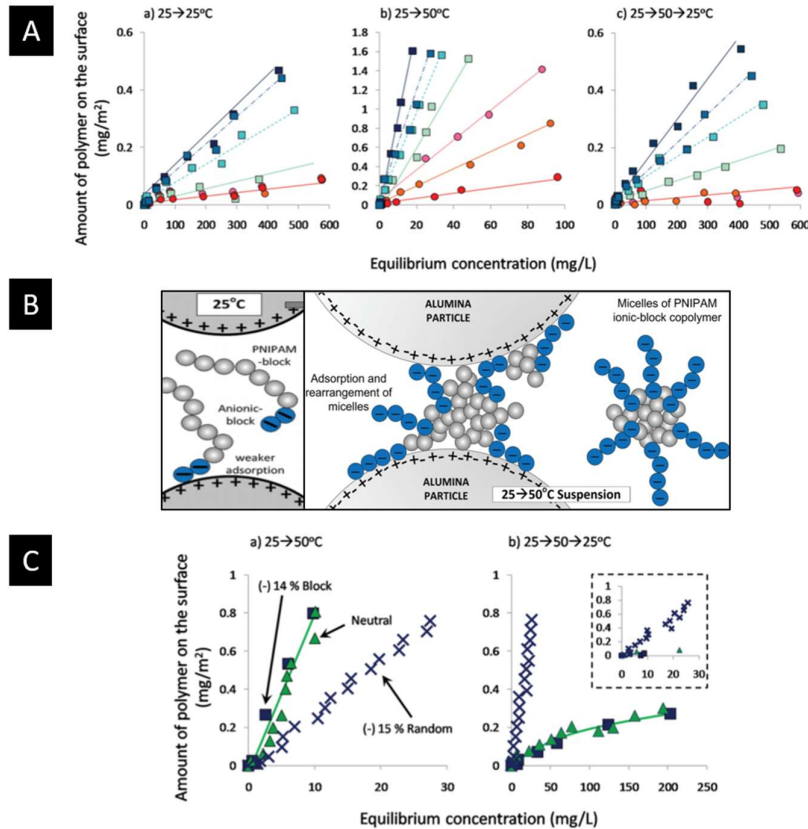 A
a) 25→25°C
b) 25→50°C
c) 25→50→25°C
Amount of polymer on the surface
(mg/m²)
0.6
0.4
0.2
0
0 100 200 300 400 500 600
1.8
1.6
1.4
1.2
1
0.8
0.6
0.4
0.2
0
0 20 40 60 80 100
0.6
0.4
0.2
0
0 100 200 300 400 500 600
Equilibrium concentration (mg/L)
B
25°C
PNIPAM
-block
Anionic-
block
weaker
adsorption
ALUMINA
PARTICLE
Adsorption and
rearrangement of
micelles
ALUMINA
PARTICLE
25→50°C Suspension
Micelles of PNIPAM
ionic-block copolymer
C
a) 25→50°C
b) 25→50→25°C
Amount of polymer on the surface
(mg/m²)
1
0.8
0.6
0.4
0.2
0
0 10 20 30
(-) 14 % Block
Neutral
(-) 15 % Random
1
0.8
0.6
0.4
0.2
0
0 50 100 150 200 250
1
0.8
0.6
0.4
0.2
0
0 10 20 30
Equilibrium concentration (mg/L)